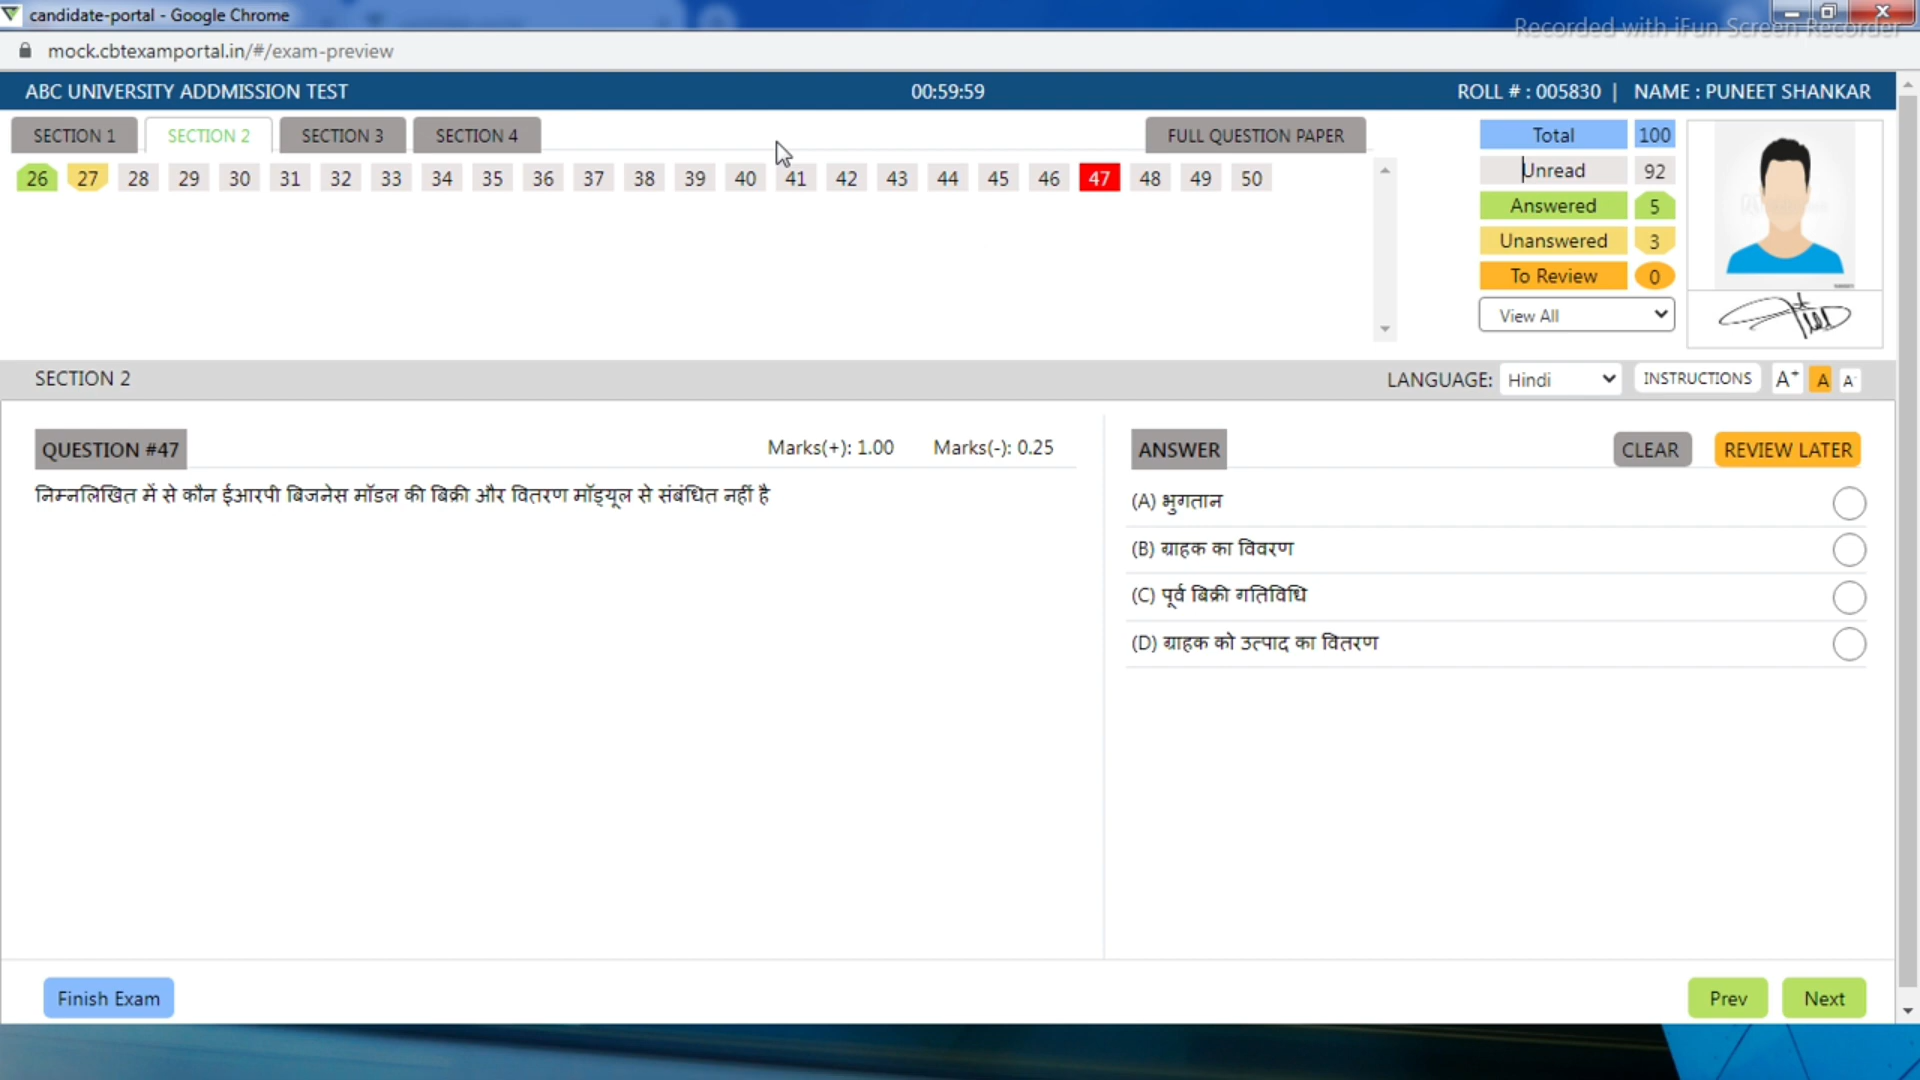 candidate-portal - Google Chrome
Recorded with iFun Screen Recorder
mock.cbtexamportal.in/#/exam-preview
ABC UNIVERSITY ADDMISSION TEST
00:59:59
ROLL # : 005830 | NAME : PUNEET SHANKAR
SECTION 1 SECTION 2 SECTION 3 SECTION 4 FULL QUESTION PAPER
26 27 28 29 30 31 32 33 34 35 36 37 38 39 40 41 42 43 44 45 46 47 48 49 50
Total 100
Unread 92
Answered 5
Unanswered 3
To Review 0
View All
SECTION 2
LANGUAGE: Hindi INSTRUCTIONS A+ A A-
QUESTION #47 Marks(+): 1.00 Marks(-): 0.25
निम्नलिखित में से कौन ईआरपी बिजनेस मॉडल की बिक्री और वितरण मॉड्यूल से संबंधित नहीं है
ANSWER CLEAR REVIEW LATER
(A) भुगतान
(B) ग्राहक का विवरण
(C) पूर्व बिक्री गतिविधि
(D) ग्राहक को उत्पाद का वितरण
Finish Exam Prev Next